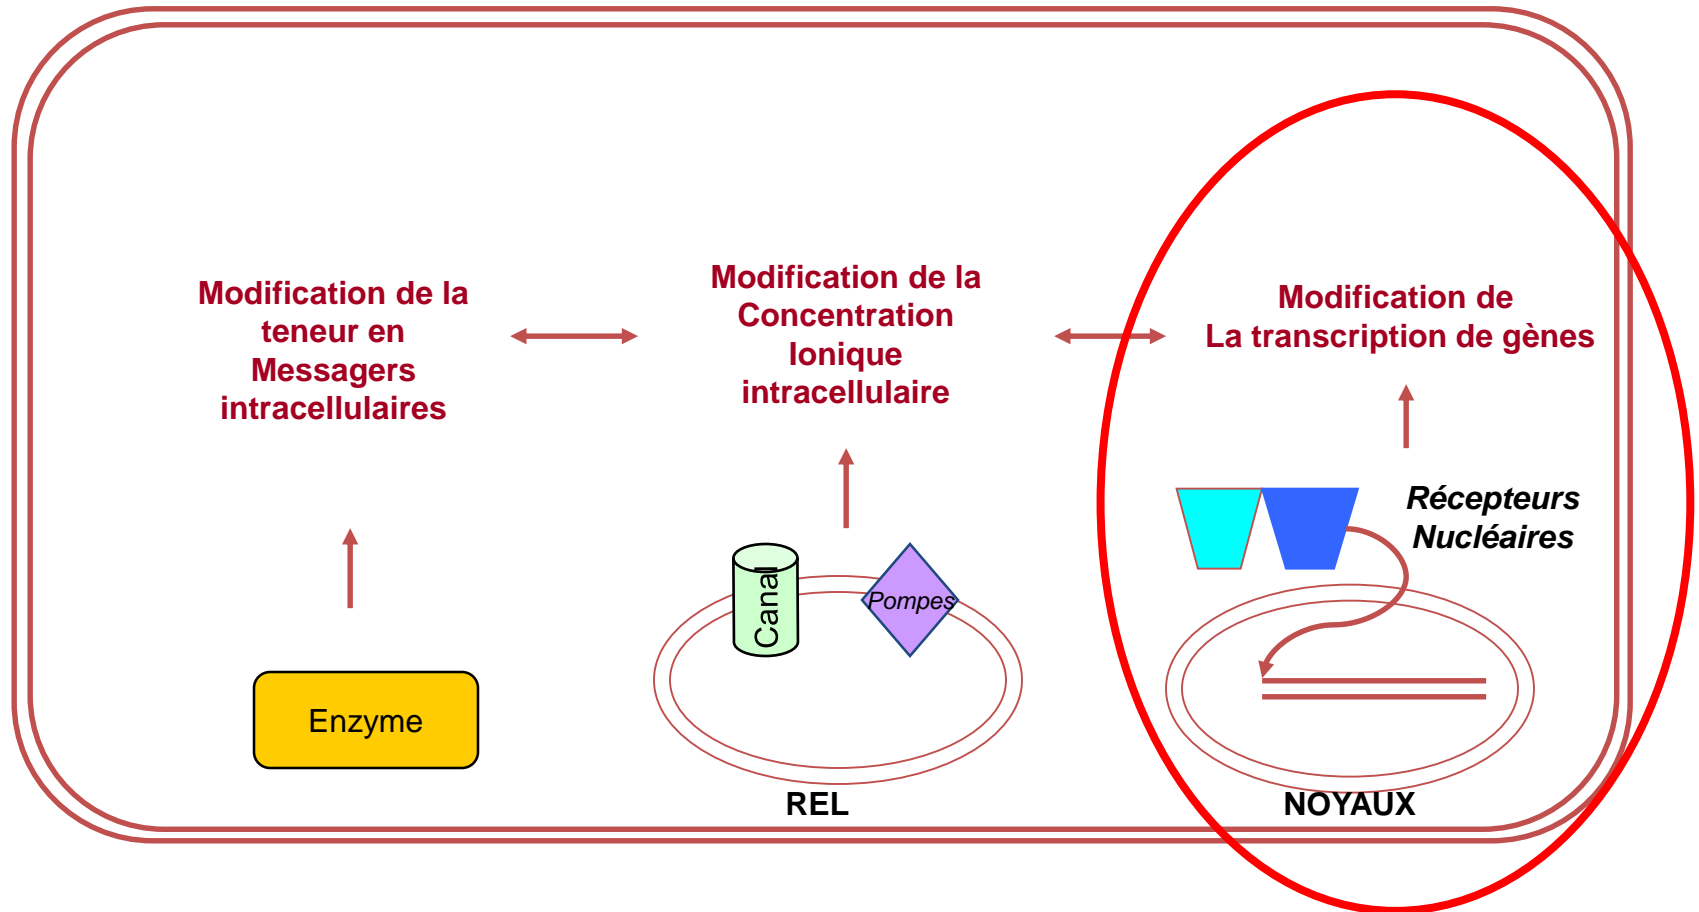 Modification de la
teneur en
Messagers
intracellulaires
Modification de la
Concentration
Ionique
intracellulaire
Modification de
La transcription de gènes
Récepteurs
Nucléaires
Canal
Pompes
Enzyme
REL
NOYAUX